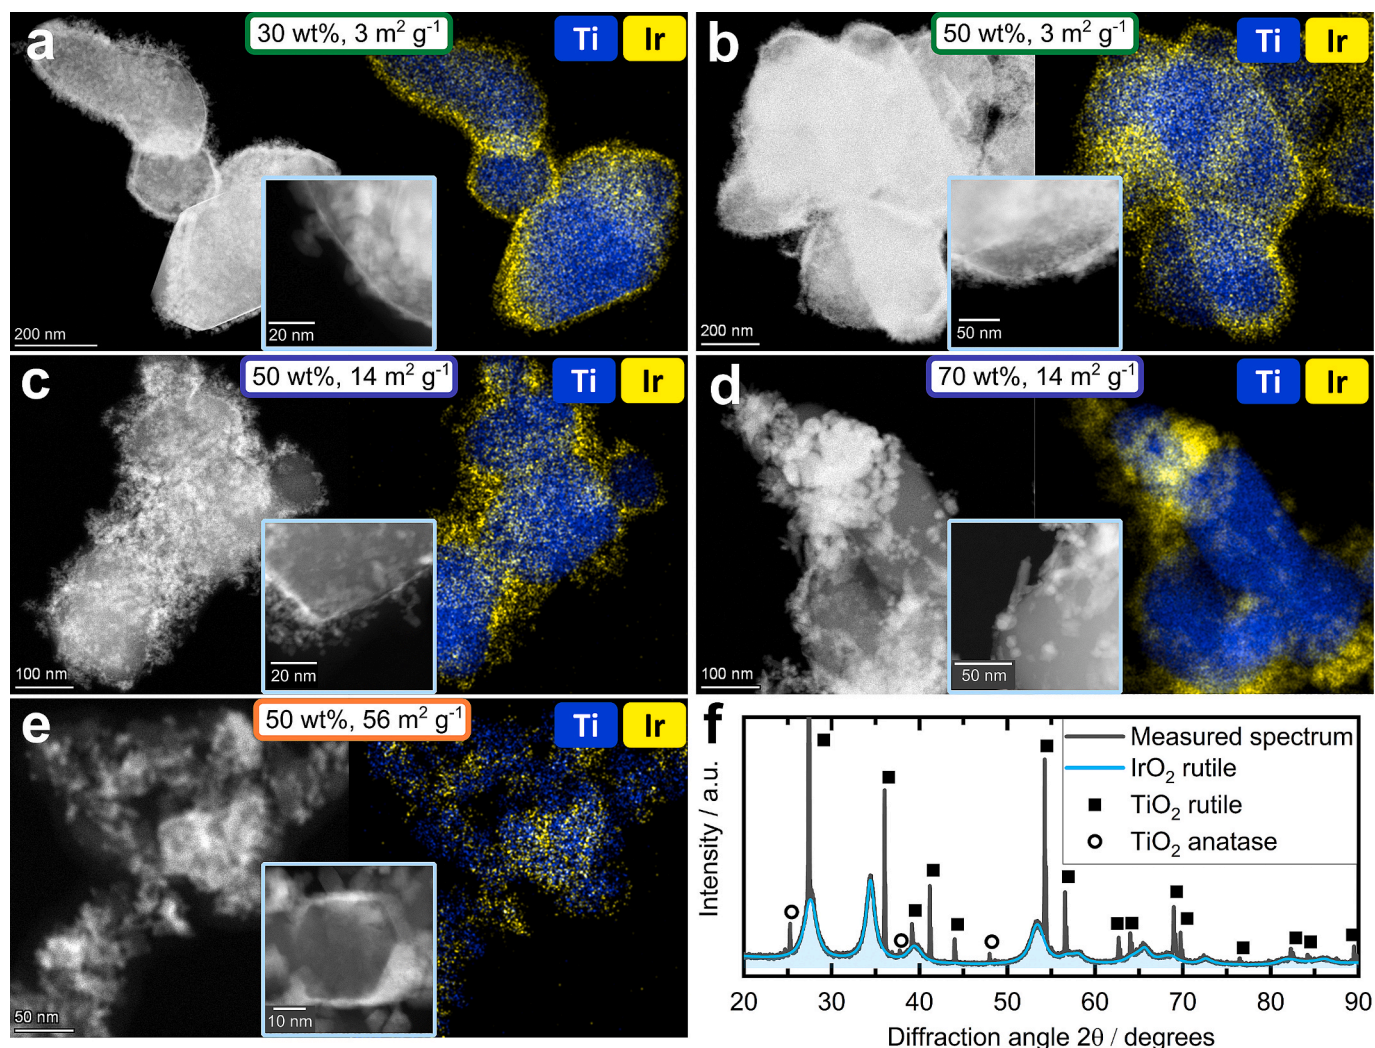 a
30 wt%, 3 m² g⁻¹
Ti
Ir
200 nm
20 nm
b
50 wt%, 3 m² g⁻¹
Ti
Ir
200 nm
50 nm
c
50 wt%, 14 m² g⁻¹
Ti
Ir
100 nm
20 nm
d
70 wt%, 14 m² g⁻¹
Ti
Ir
100 nm
50 nm
e
50 wt%, 56 m² g⁻¹
Ti
Ir
50 nm
10 nm
f
Measured spectrum
IrO₂ rutile
TiO₂ rutile
TiO₂ anatase
Intensity / a.u.
20 30 40 50 60 70 80 90
Diffraction angle 2θ / degrees